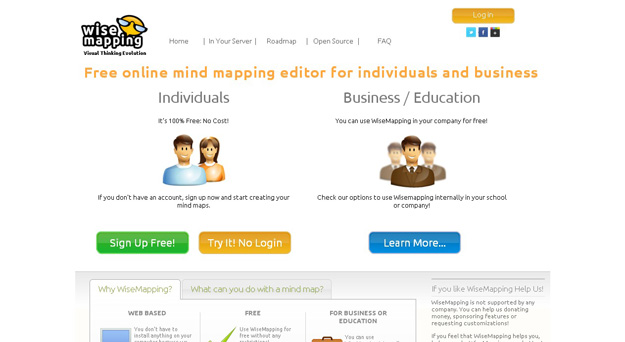 wise
mapping
Visual Thinking Evolution
Home | In Your Server | Roadmap | Open Source | FAQ
Log in
Free online mind mapping editor for individuals and business
Individuals
It's 100% Free: No Cost!
If you don't have an account, sign up now and start creating your
mind maps.
Sign Up Free! Try It! No Login
Business / Education
You can use WiseMapping in your company for free!
Check our options to use Wisemapping internally in your school
or company!
Learn More...
Why WiseMapping? What can you do with a mind map?
WEB BASED
You don't have to
install anything on your
FREE
Use WiseMapping for
free without any
FOR BUSINESS OR
EDUCATION
You can use
If you like WiseMapping Help Us!
WiseMapping is not supported by any
company. You can help us donating
money, sponsoring features or
requesting customizations!
If you feel that WiseMapping helps you,